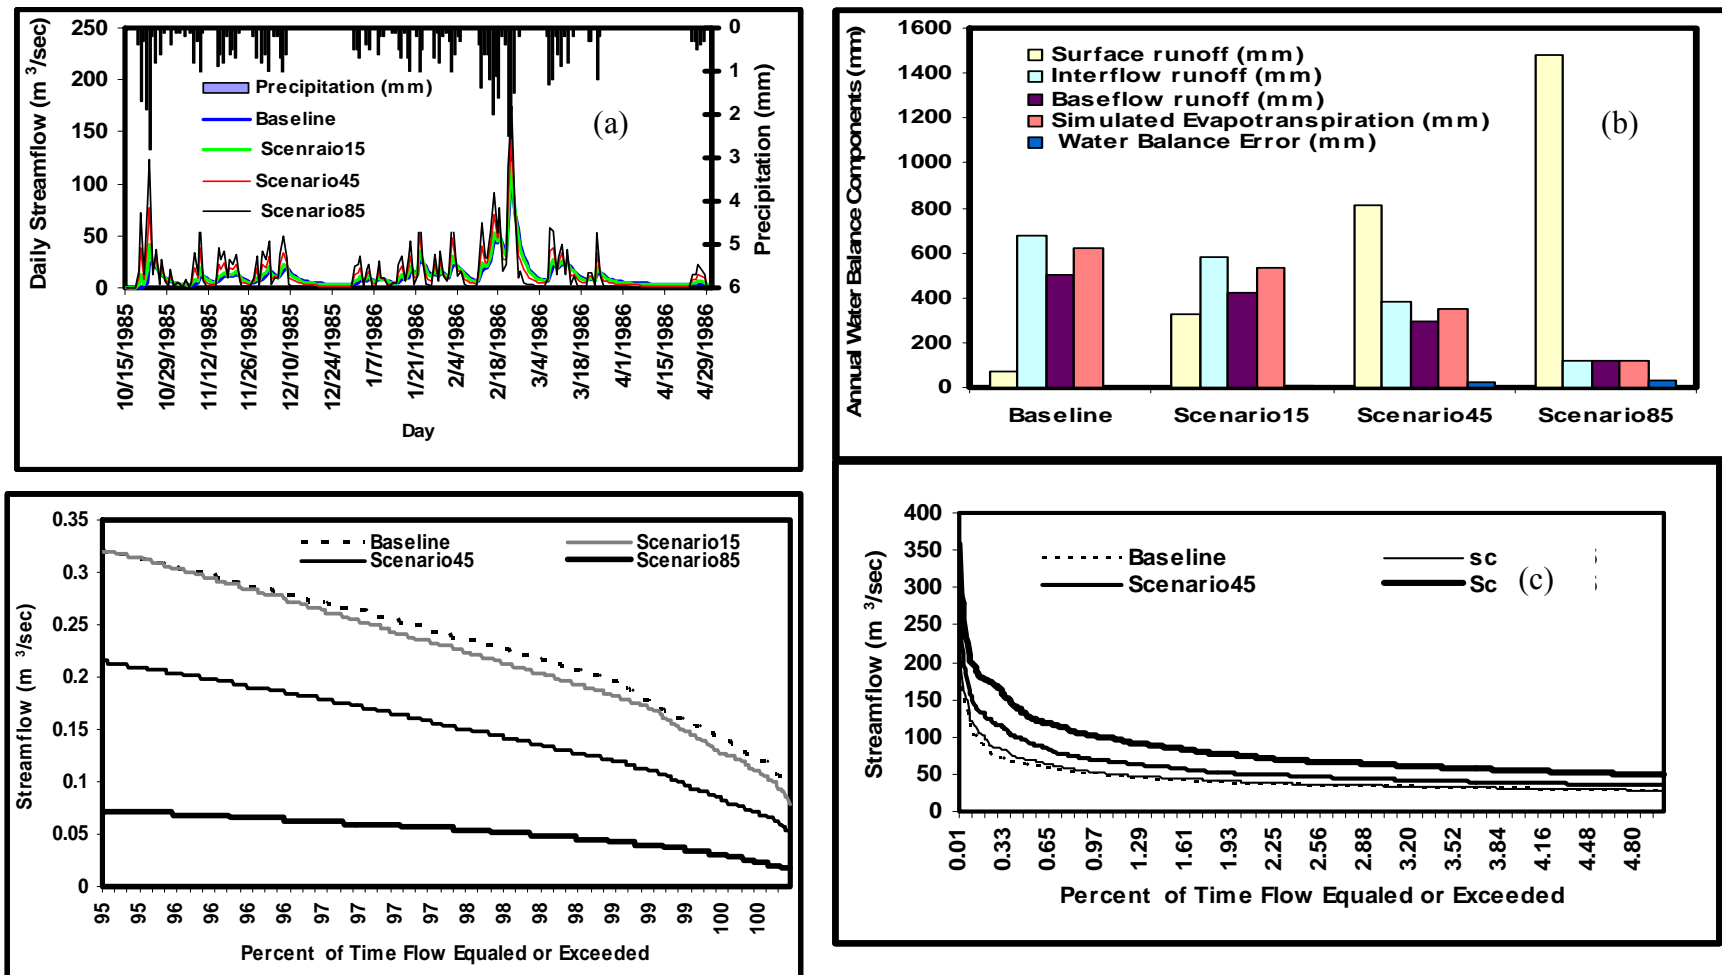 Daily Streamflow (m ³/sec)
250
200
150
100
50
0
Precipitation (mm)
Baseline
Scenraio15
Scenario45
Scenario85
(a)
0
1
2
3
4
5
6
Precipitation (mm)
10/15/1985
10/29/1985
11/12/1985
11/26/1985
12/10/1985
12/24/1985
1/7/1986
1/21/1986
2/4/1986
2/18/1986
3/4/1986
3/18/1986
4/1/1986
4/15/1986
4/29/1986
Day
Annual Water Balance Components (mm)
1600
1400
1200
1000
800
600
400
200
0
Surface runoff (mm)
Interflow runoff (mm)
Baseflow runoff (mm)
Simulated Evapotranspiration (mm)
Water Balance Error (mm)
(b)
Baseline Scenario15 Scenario45 Scenario85
Streamflow (m ³/sec)
0.35
0.3
0.25
0.2
0.15
0.1
0.05
0
Baseline Scenario15
Scenario45 Scenario85
95 95 96 96 96 96 97 97 97 97 98 98 98 99 99 99 100 100
Percent of Time Flow Equaled or Exceeded
Streamflow (m ³/sec)
400
350
300
250
200
150
100
50
0
Baseline sc
Scenario45 Sc (c)
0.01 0.33 0.65 0.97 1.29 1.61 1.93 2.25 2.56 2.88 3.20 3.52 3.84 4.16 4.48 4.80
Percent of Time Flow Equaled or Exceeded